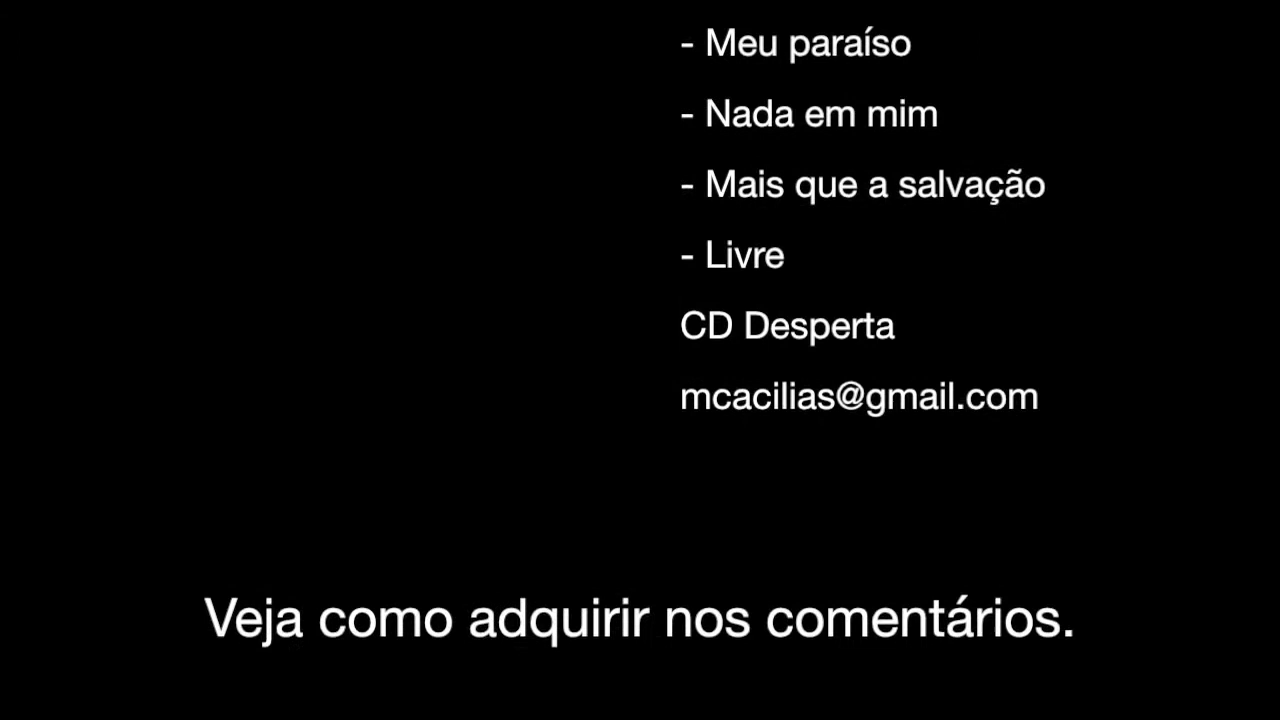 - Meu paraíso
- Nada em mim
- Mais que a salvação
- Livre
CD Desperta
mcacilias@gmail.com
Veja como adquirir nos comentários.